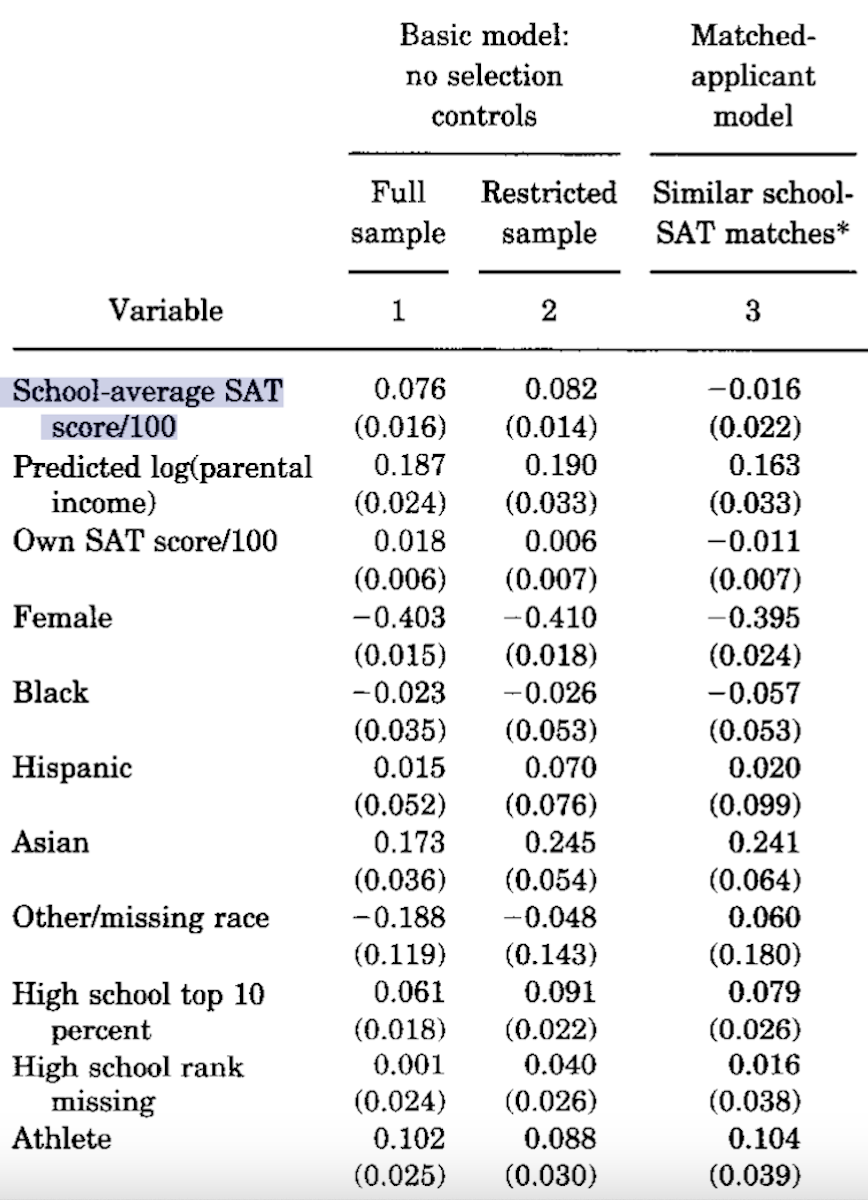 Basic model: Matched-
no selection applicant
controls model
Full Restricted Similar school-
sample sample SAT matches*
Variable 1 2 3
School-average SAT 0.076 0.082 −0.016
score/100 (0.016) (0.014) (0.022)
Predicted log(parental 0.187 0.190 0.163
income) (0.024) (0.033) (0.033)
Own SAT score/100 0.018 0.006 −0.011
(0.006) (0.007) (0.007)
Female −0.403 −0.410 −0.395
(0.015) (0.018) (0.024)
Black −0.023 −0.026 −0.057
(0.035) (0.053) (0.053)
Hispanic 0.015 0.070 0.020
(0.052) (0.076) (0.099)
Asian 0.173 0.245 0.241
(0.036) (0.054) (0.064)
Other/missing race −0.188 −0.048 0.060
(0.119) (0.143) (0.180)
High school top 10 0.061 0.091 0.079
percent (0.018) (0.022) (0.026)
High school rank 0.001 0.040 0.016
missing (0.024) (0.026) (0.038)
Athlete 0.102 0.088 0.104
(0.025) (0.030) (0.039)